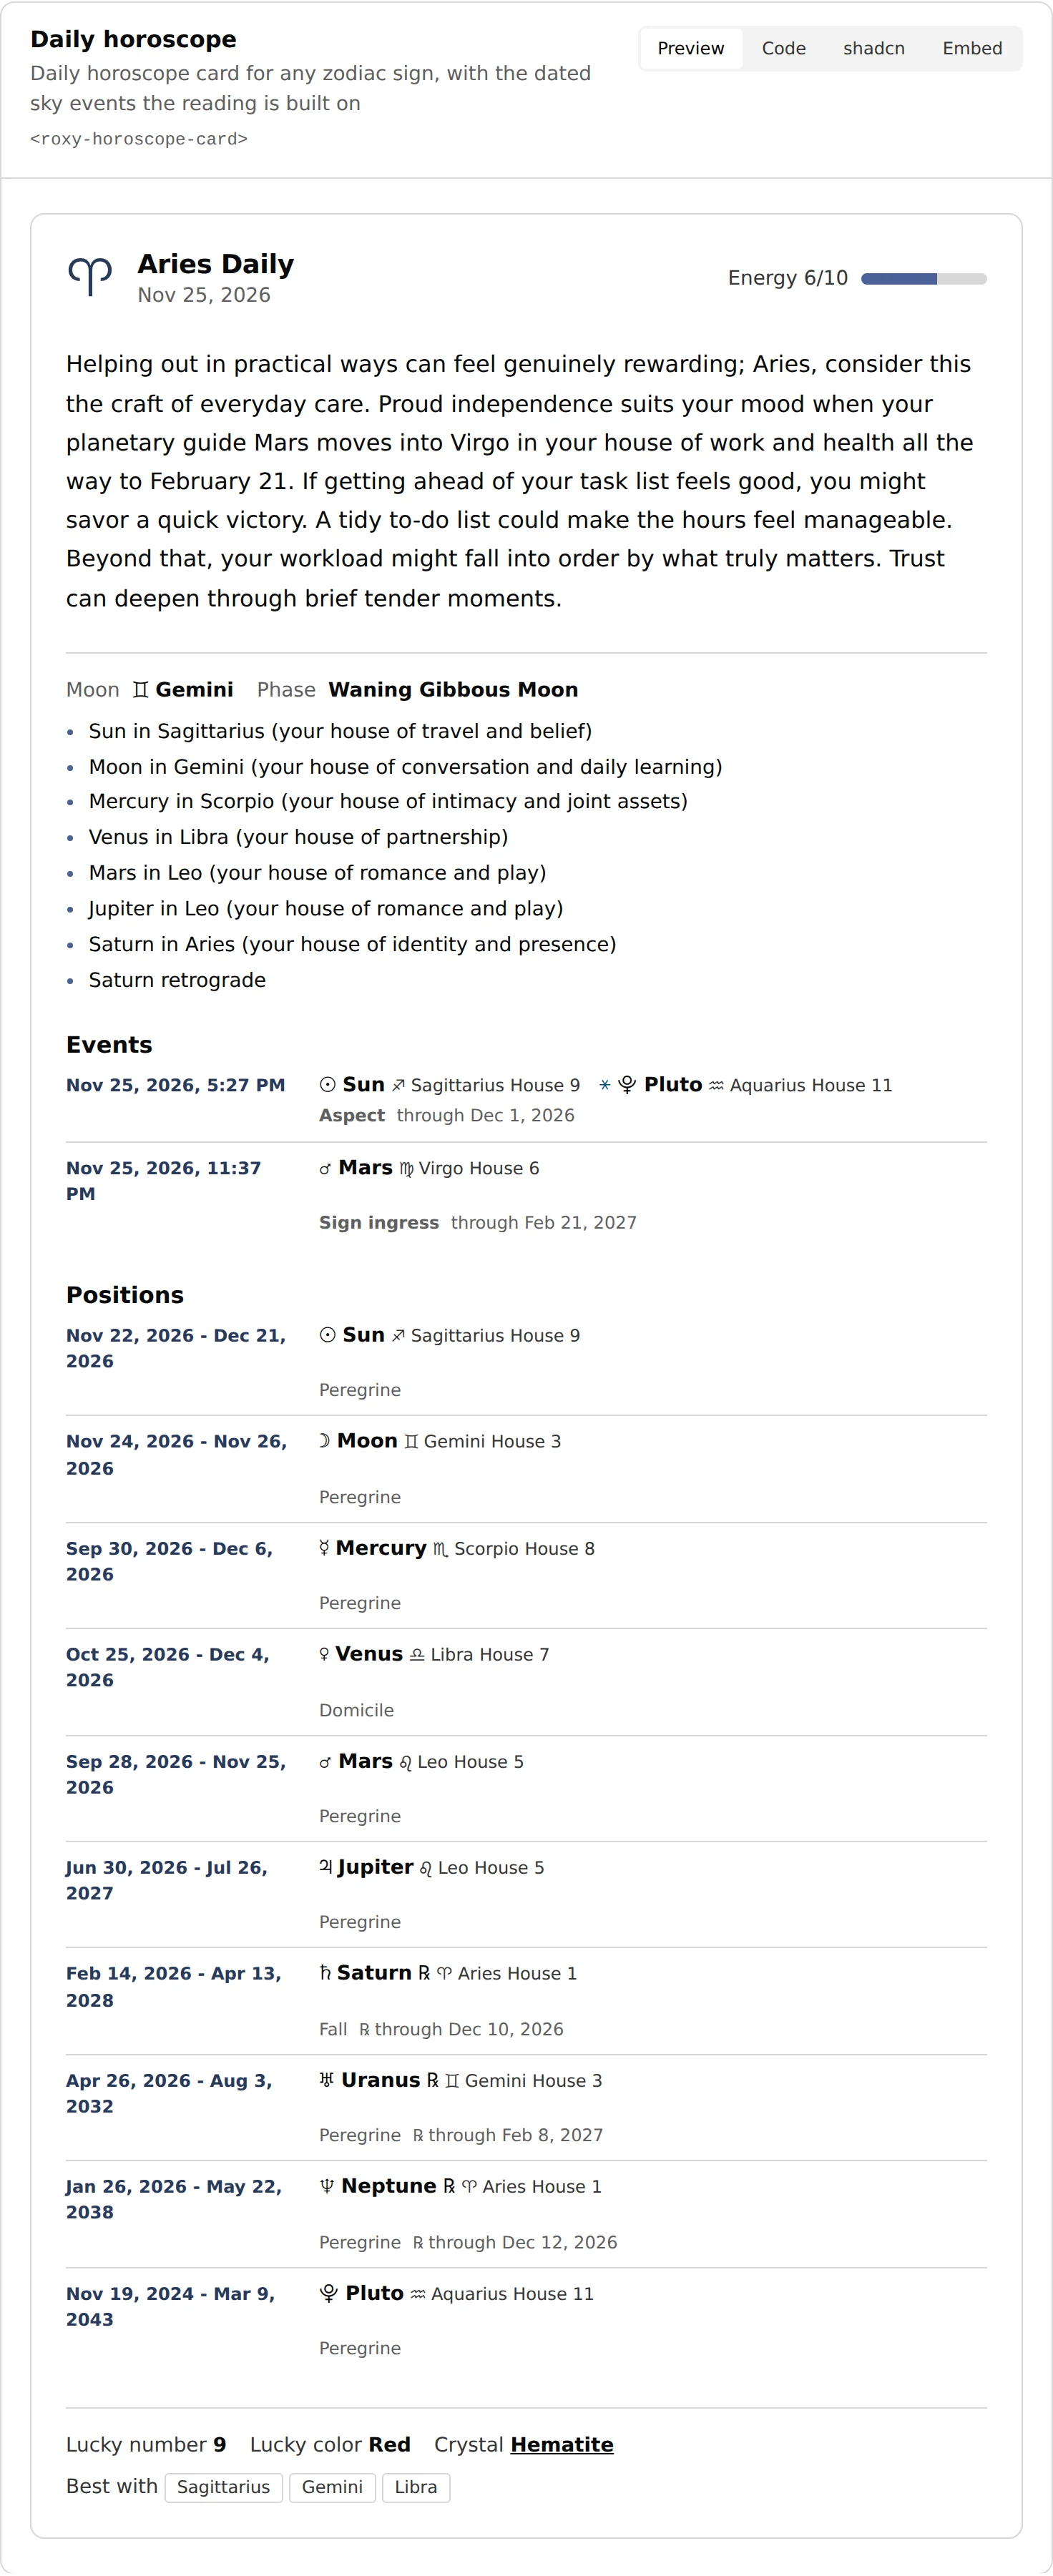 Daily horoscope
Preview Code shadcn Embed
Daily horoscope card for any zodiac sign, with the dated
sky events the reading is built on
<roxy-horoscope-card>
♈ Aries Daily
Nov 25, 2026
Energy 6/10
Helping out in practical ways can feel genuinely rewarding; Aries, consider this
the craft of everyday care. Proud independence suits your mood when your
planetary guide Mars moves into Virgo in your house of work and health all the
way to February 21. If getting ahead of your task list feels good, you might
savor a quick victory. A tidy to-do list could make the hours feel manageable.
Beyond that, your workload might fall into order by what truly matters. Trust
can deepen through brief tender moments.
Moon ♊ Gemini Phase Waning Gibbous Moon
• Sun in Sagittarius (your house of travel and belief)
• Moon in Gemini (your house of conversation and daily learning)
• Mercury in Scorpio (your house of intimacy and joint assets)
• Venus in Libra (your house of partnership)
• Mars in Leo (your house of romance and play)
• Jupiter in Leo (your house of romance and play)
• Saturn in Aries (your house of identity and presence)
• Saturn retrograde
Events
Nov 25, 2026, 5:27 PM ☉ Sun ♐ Sagittarius House 9 ⚹ ♇ Pluto ♒ Aquarius House 11
Aspect through Dec 1, 2026
Nov 25, 2026, 11:37 ♂ Mars ♍ Virgo House 6
PM
Sign ingress through Feb 21, 2027
Positions
Nov 22, 2026 - Dec 21, ☉ Sun ♐ Sagittarius House 9
2026
Peregrine
Nov 24, 2026 - Nov 26, ☽ Moon ♊ Gemini House 3
2026
Peregrine
Sep 30, 2026 - Dec 6, ☿ Mercury ♏ Scorpio House 8
2026
Peregrine
Oct 25, 2026 - Dec 4, ♀ Venus ♎ Libra House 7
2026
Domicile
Sep 28, 2026 - Nov 25, ♂ Mars ♌ Leo House 5
2026
Peregrine
Jun 30, 2026 - Jul 26, ♃ Jupiter ♌ Leo House 5
2027
Peregrine
Feb 14, 2026 - Apr 13, ♄ Saturn ℞ ♈ Aries House 1
2028
Fall ℞ through Dec 10, 2026
Apr 26, 2026 - Aug 3, ♅ Uranus ℞ ♊ Gemini House 3
2032
Peregrine ℞ through Feb 8, 2027
Jan 26, 2026 - May 22, ♆ Neptune ℞ ♈ Aries House 1
2038
Peregrine ℞ through Dec 12, 2026
Nov 19, 2024 - Mar 9, ♇ Pluto ♒ Aquarius House 11
2043
Peregrine
Lucky number 9 Lucky color Red Crystal Hematite
Best with Sagittarius Gemini Libra